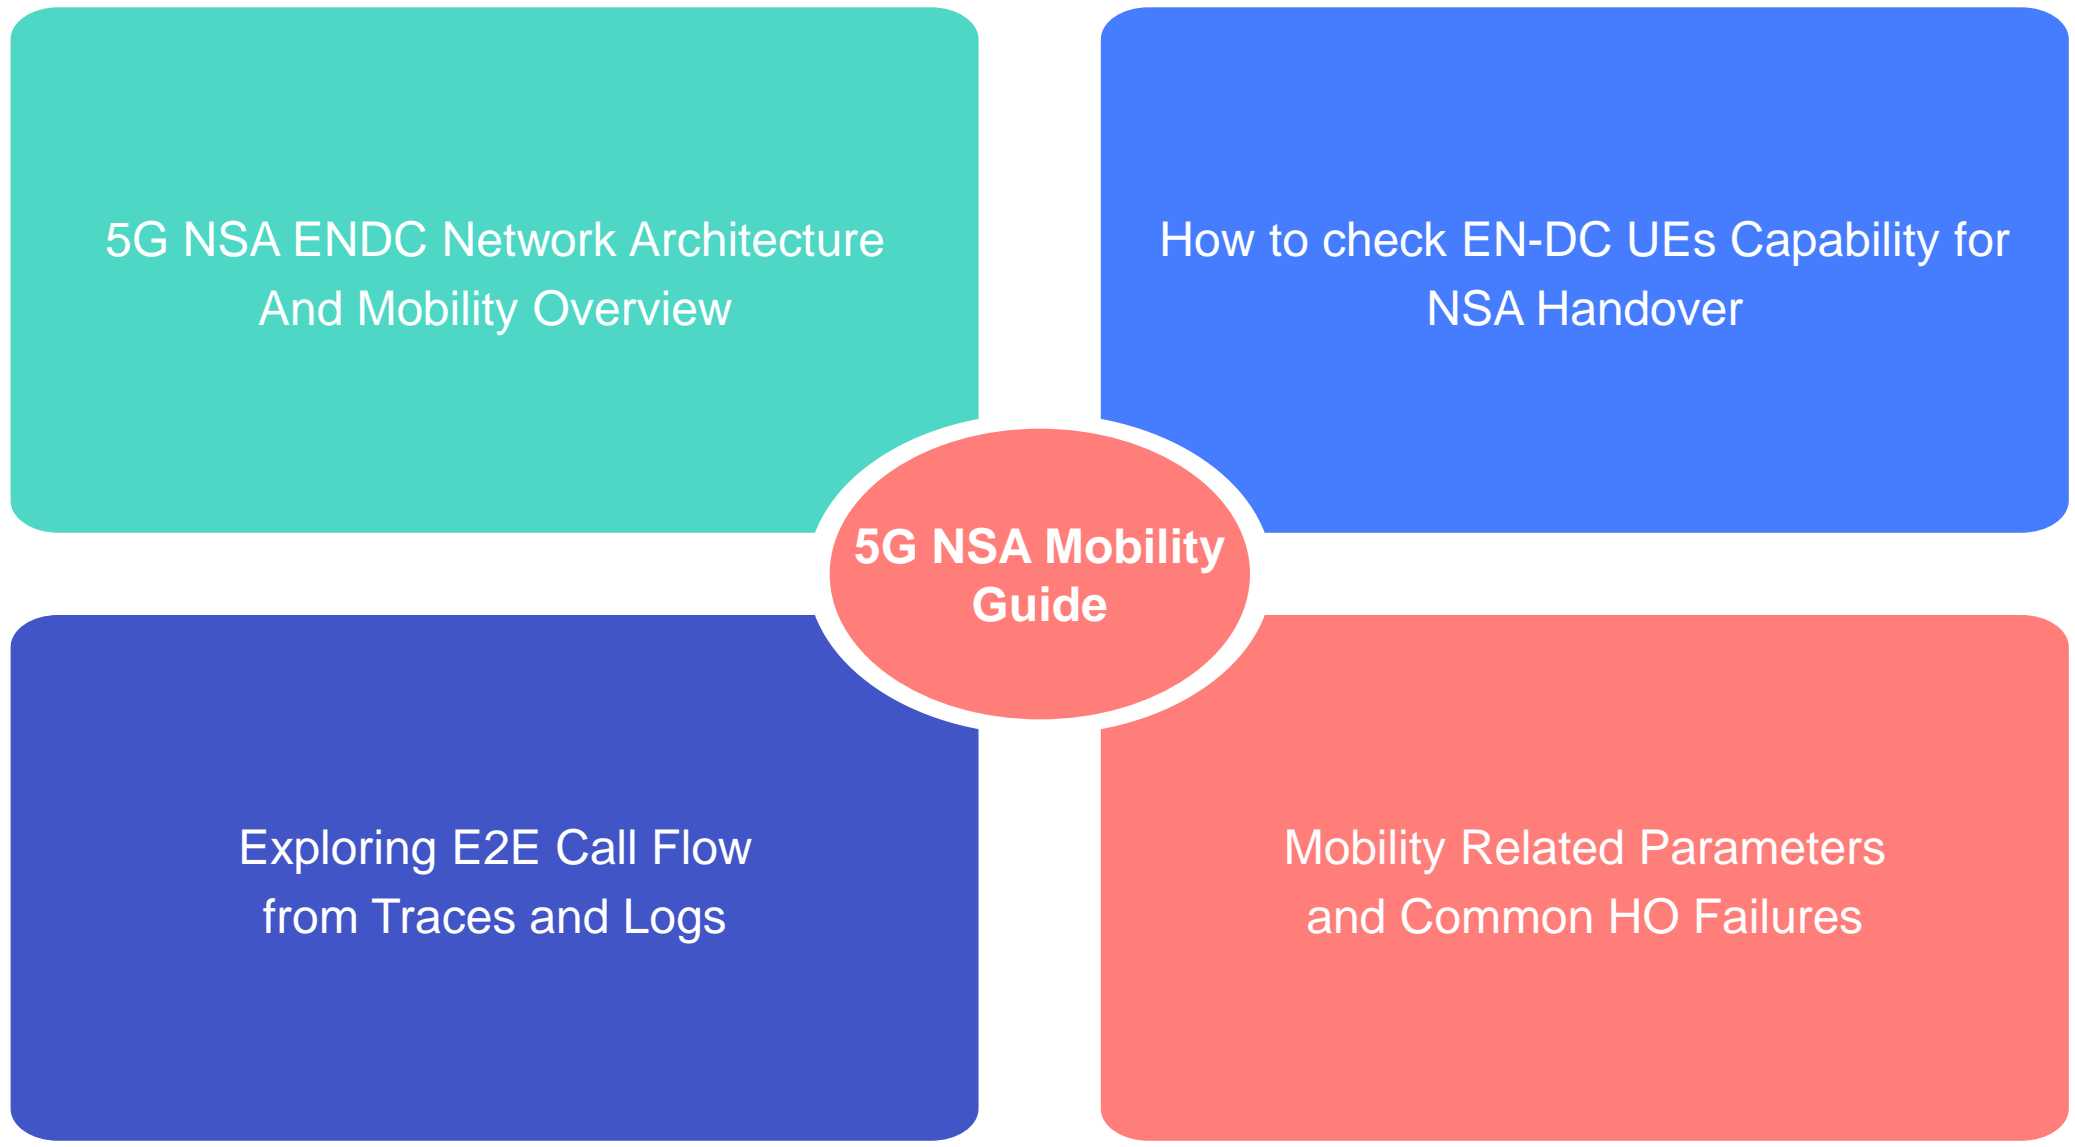 5G NSA ENDC Network Architecture
And Mobility Overview
How to check EN-DC UEs Capability for
NSA Handover
5G NSA Mobility
Guide
Exploring E2E Call Flow
from Traces and Logs
Mobility Related Parameters
and Common HO Failures